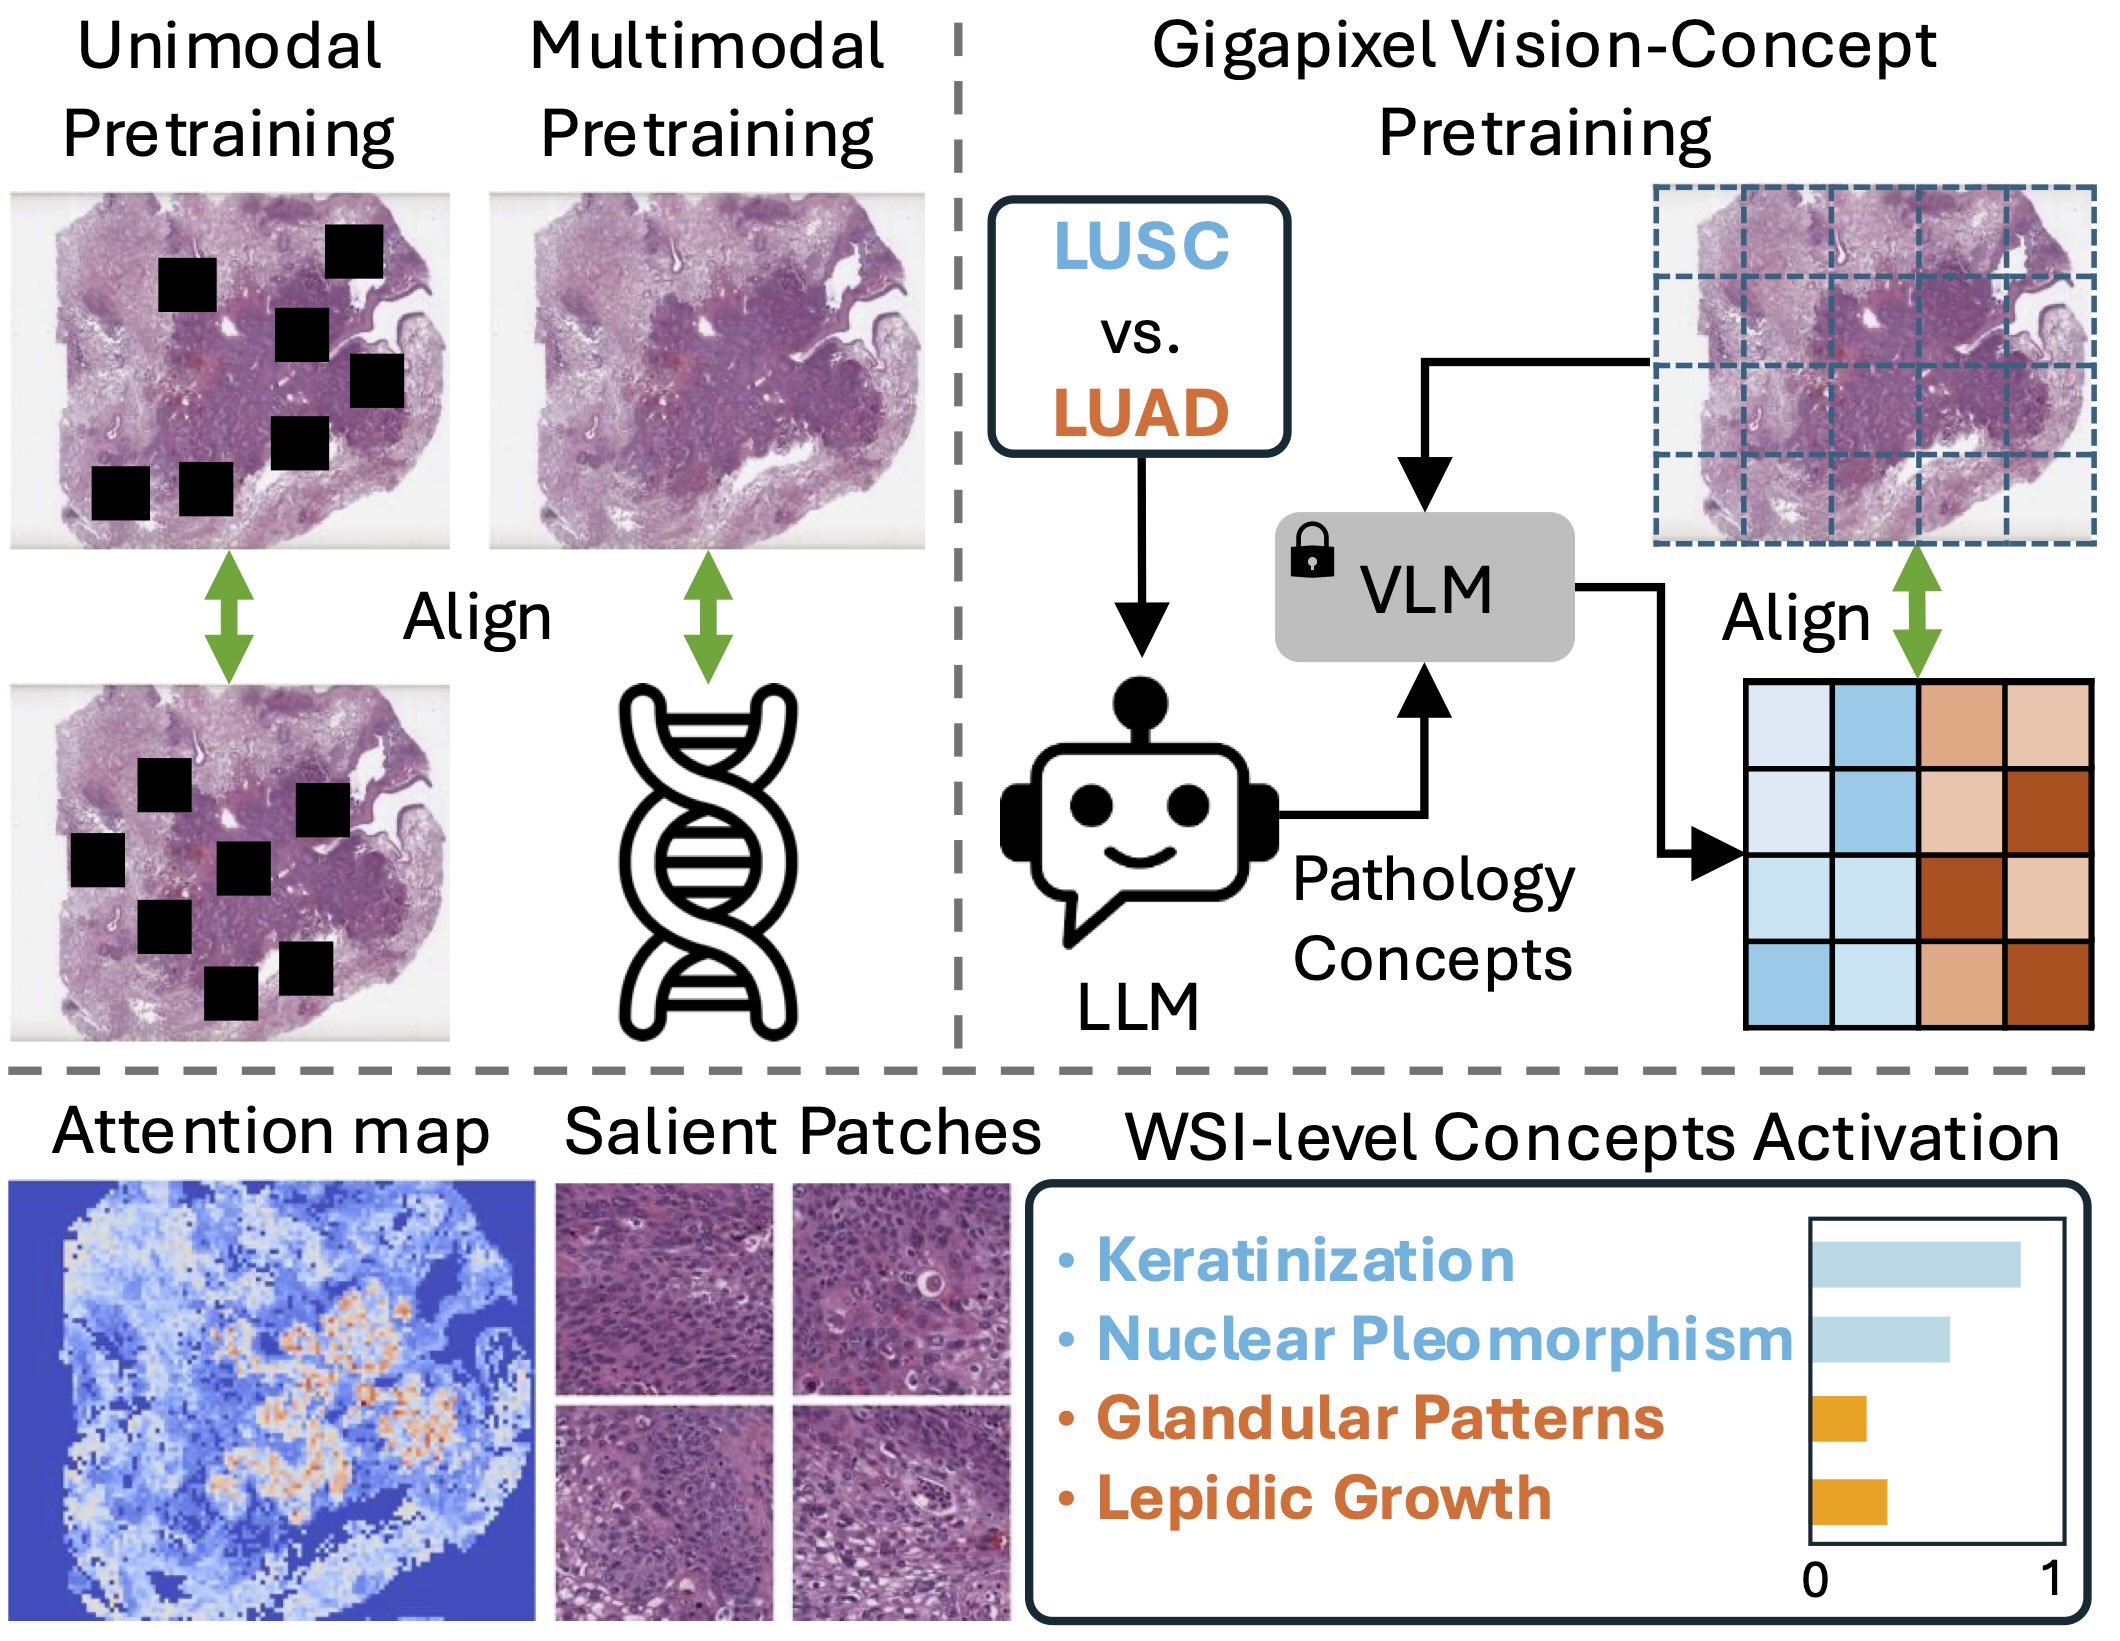 Unimodal
Pretraining
Multimodal
Pretraining
Align
Gigapixel Vision-Concept
Pretraining
LUSC
vs.
LUAD
VLM
Align
Pathology
Concepts
LLM
Attention map
Salient Patches
WSI-level Concepts Activation
• Keratinization
• Nuclear Pleomorphism
• Glandular Patterns
• Lepidic Growth
0 1